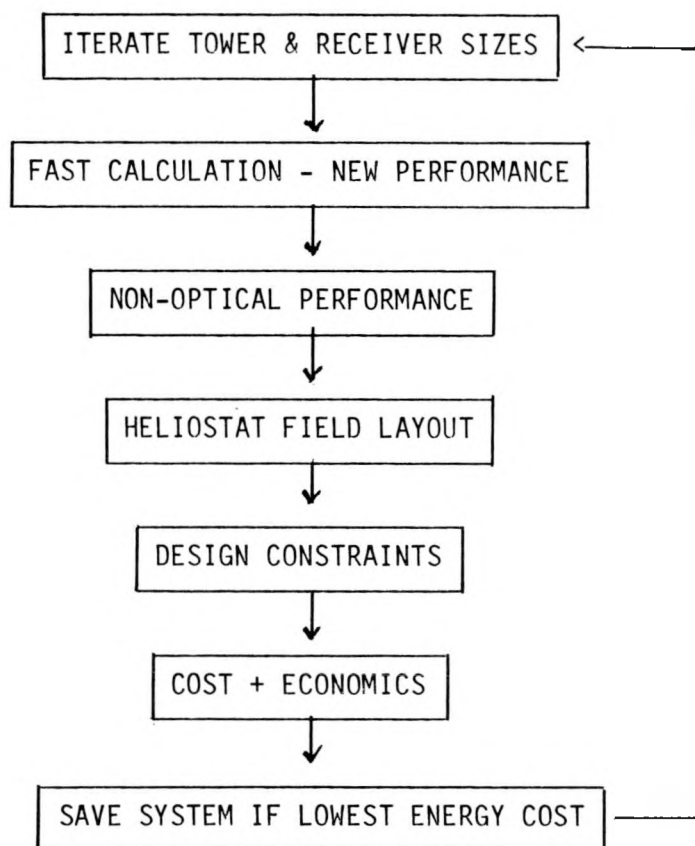 ITERATE TOWER & RECEIVER SIZES
FAST CALCULATION - NEW PERFORMANCE
NON-OPTICAL PERFORMANCE
HELIOSTAT FIELD LAYOUT
DESIGN CONSTRAINTS
COST + ECONOMICS
SAVE SYSTEM IF LOWEST ENERGY COST